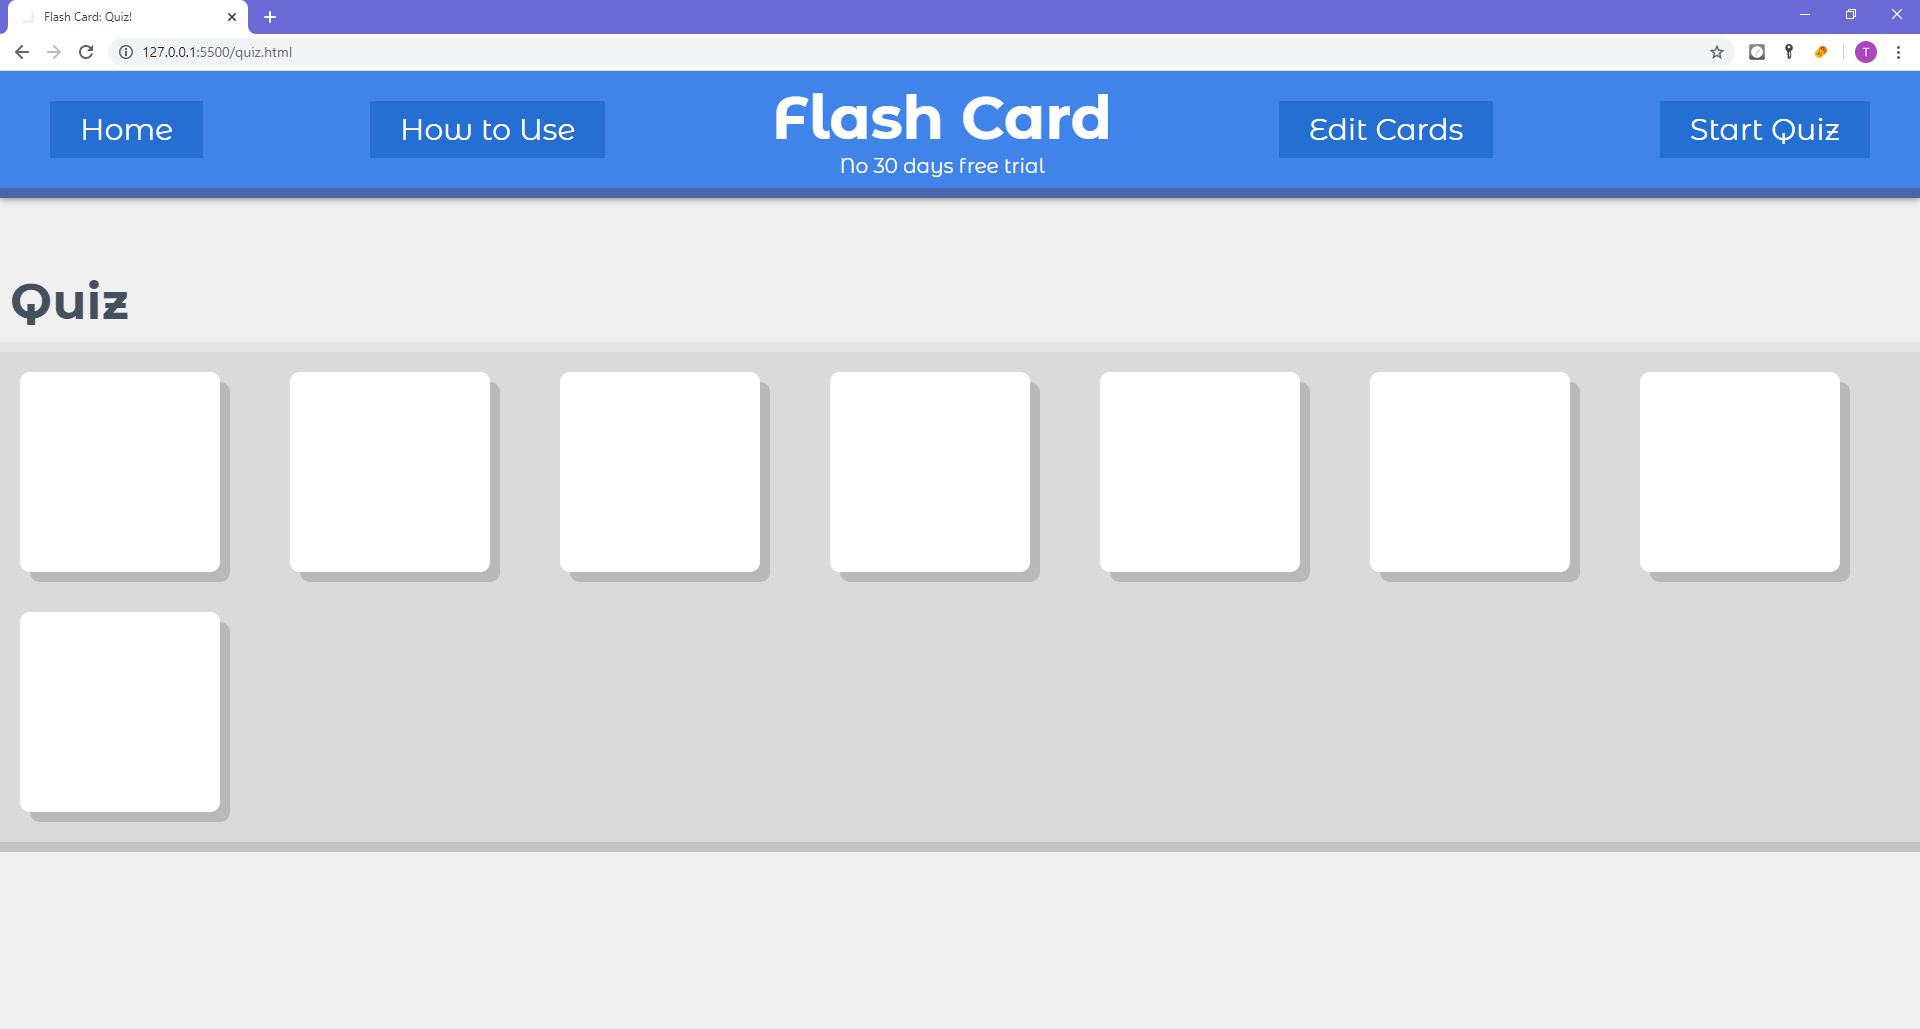 Flash Card: Quiz!
127.0.0.1:5500/quiz.html
T
Home
How to Use
Flash Card
No 30 days free trial
Edit Cards
Start Quiz
Quiz